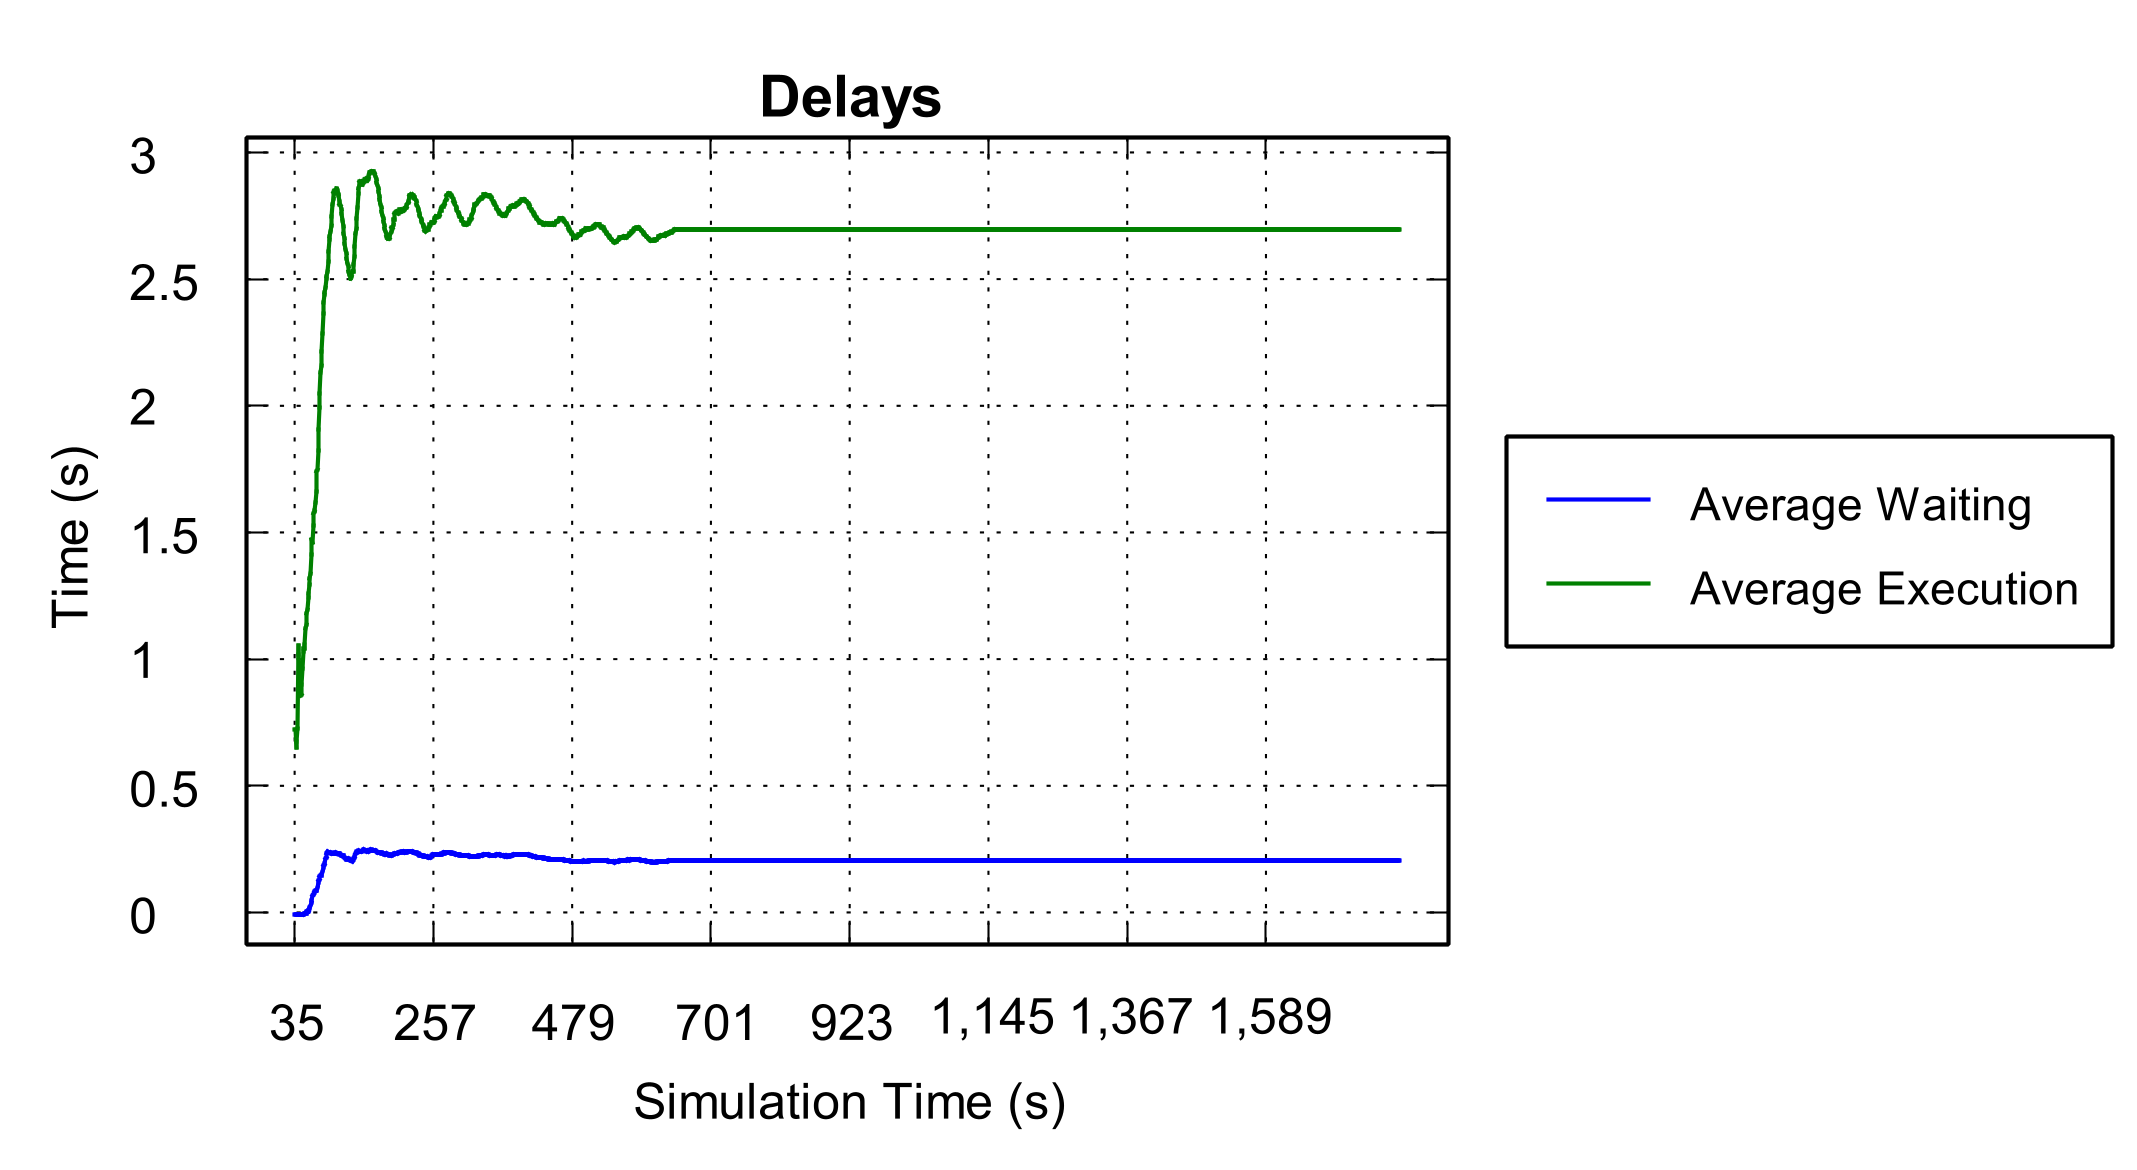 Delays
3
2.5
2
1.5
1
0.5
0
Time (s)
35 257 479 701 923 1,145 1,367 1,589
Simulation Time (s)
Average Waiting
Average Execution